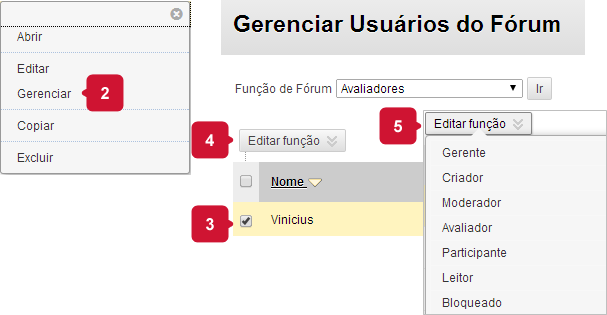 Abrir
Editar
Gerenciar
2
Copiar
Excluir
Gerenciar Usuários do Fórum
Função de Fórum Avaliadores Ir
4
Editar função
Nome
3
Vinicius
5
Editar função
Gerente
Criador
Moderador
Avaliador
Participante
Leitor
Bloqueado